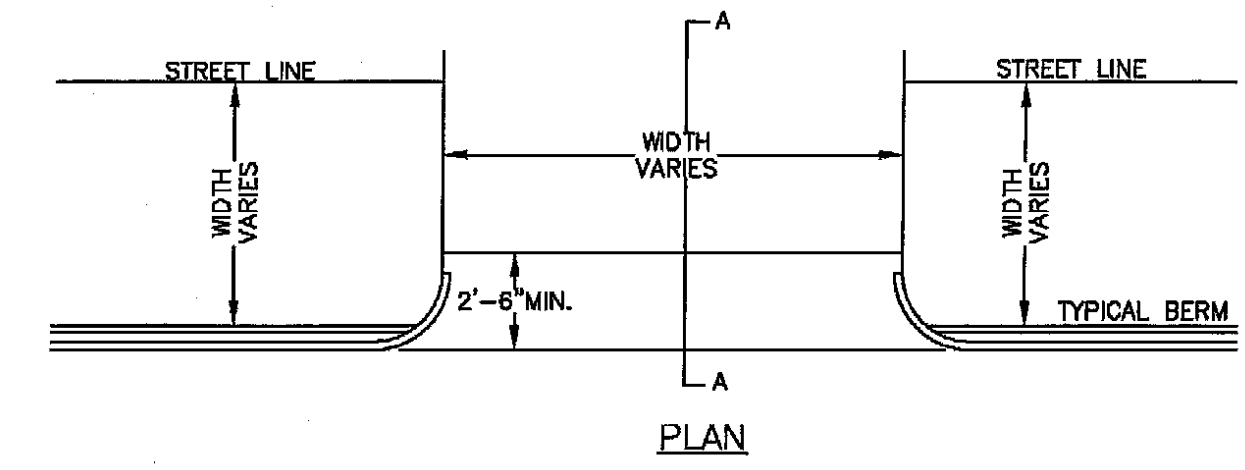 A
STREET LINE
STREET LINE
WIDTH
VARIES
WIDTH
VARIES
WIDTH
VARIES
2'-6"MIN.
TYPICAL BERM
A
PLAN